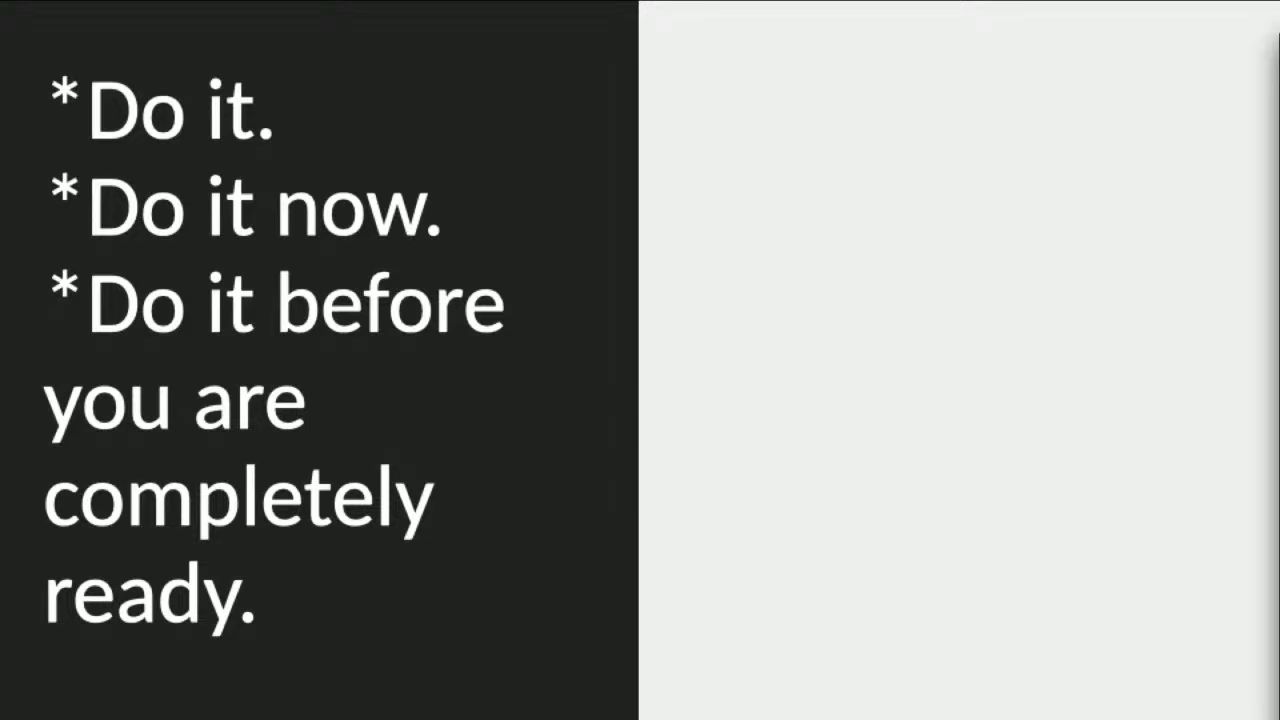 *Do it.
*Do it now.
*Do it before
you are
completely
ready.